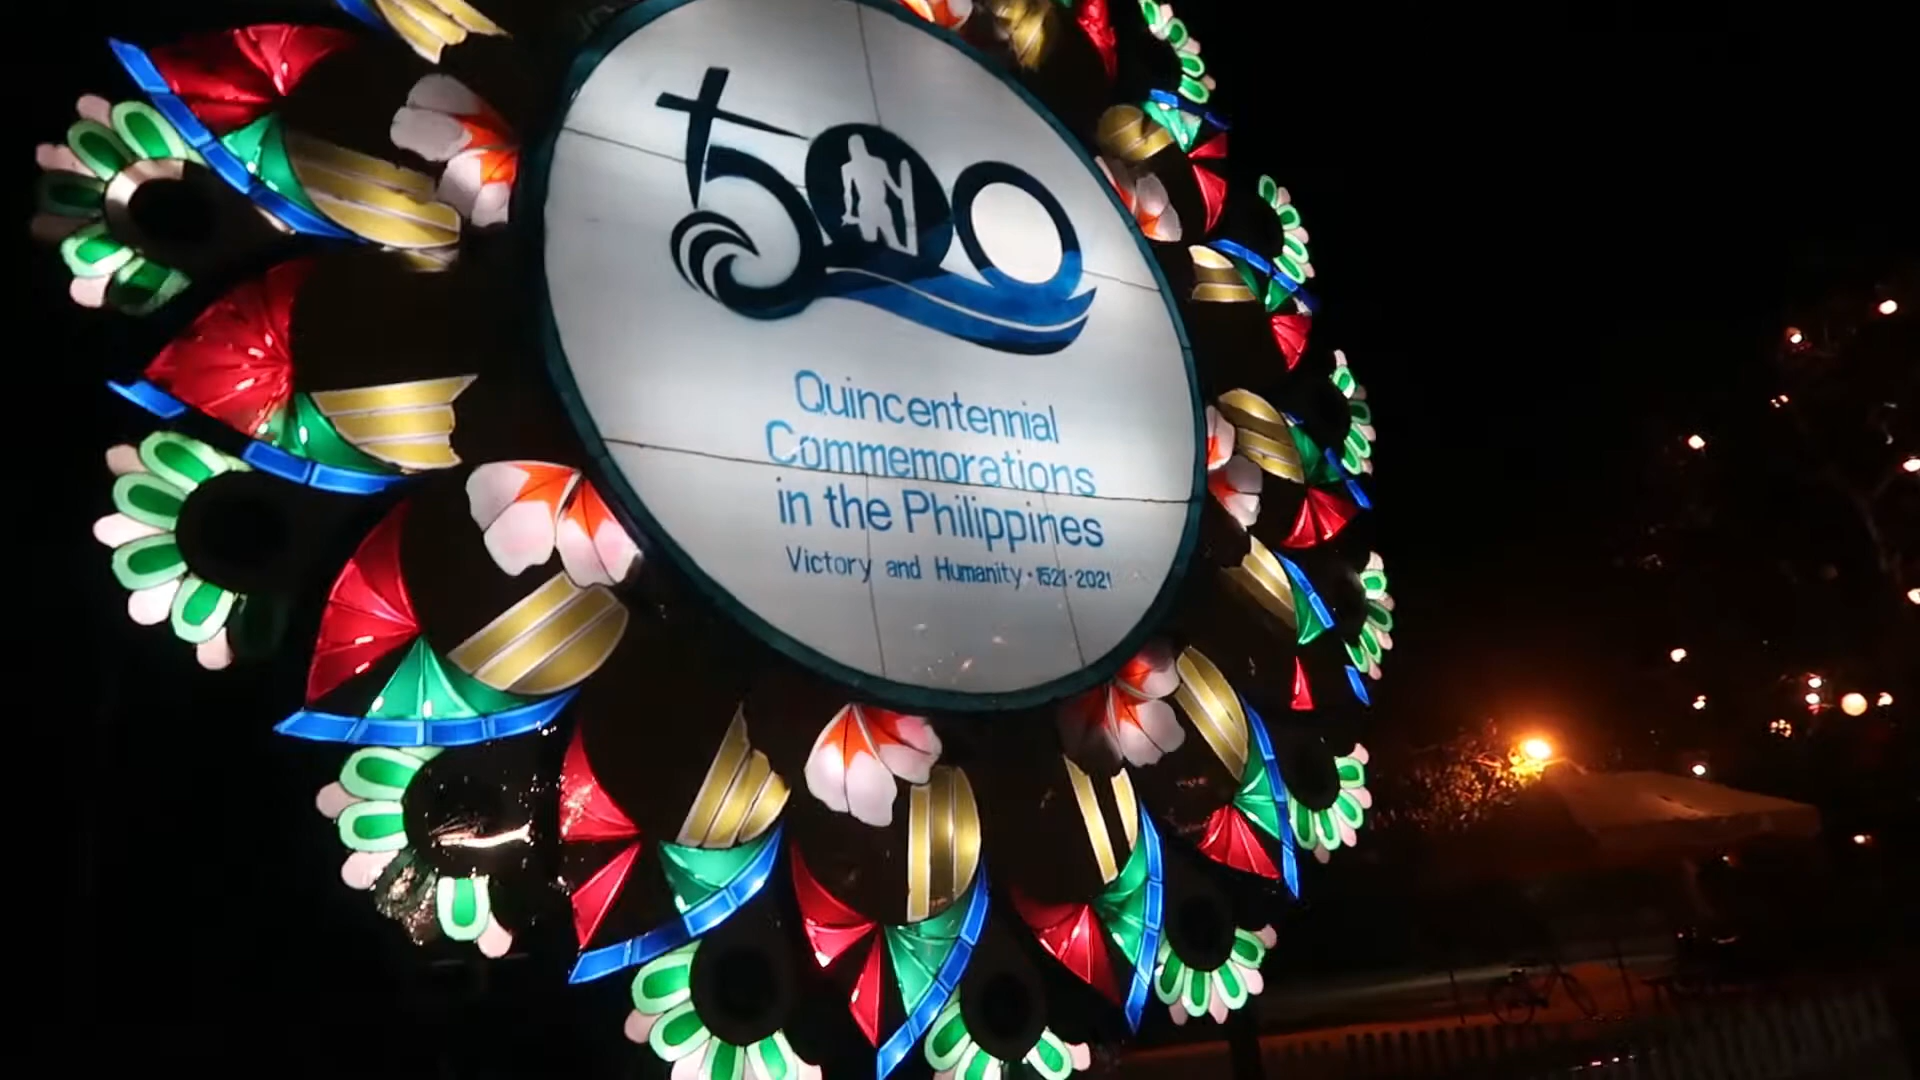 500
Quincentennial
Commemorations
in the Philippines
Victory and Humanity · 1521 · 2021